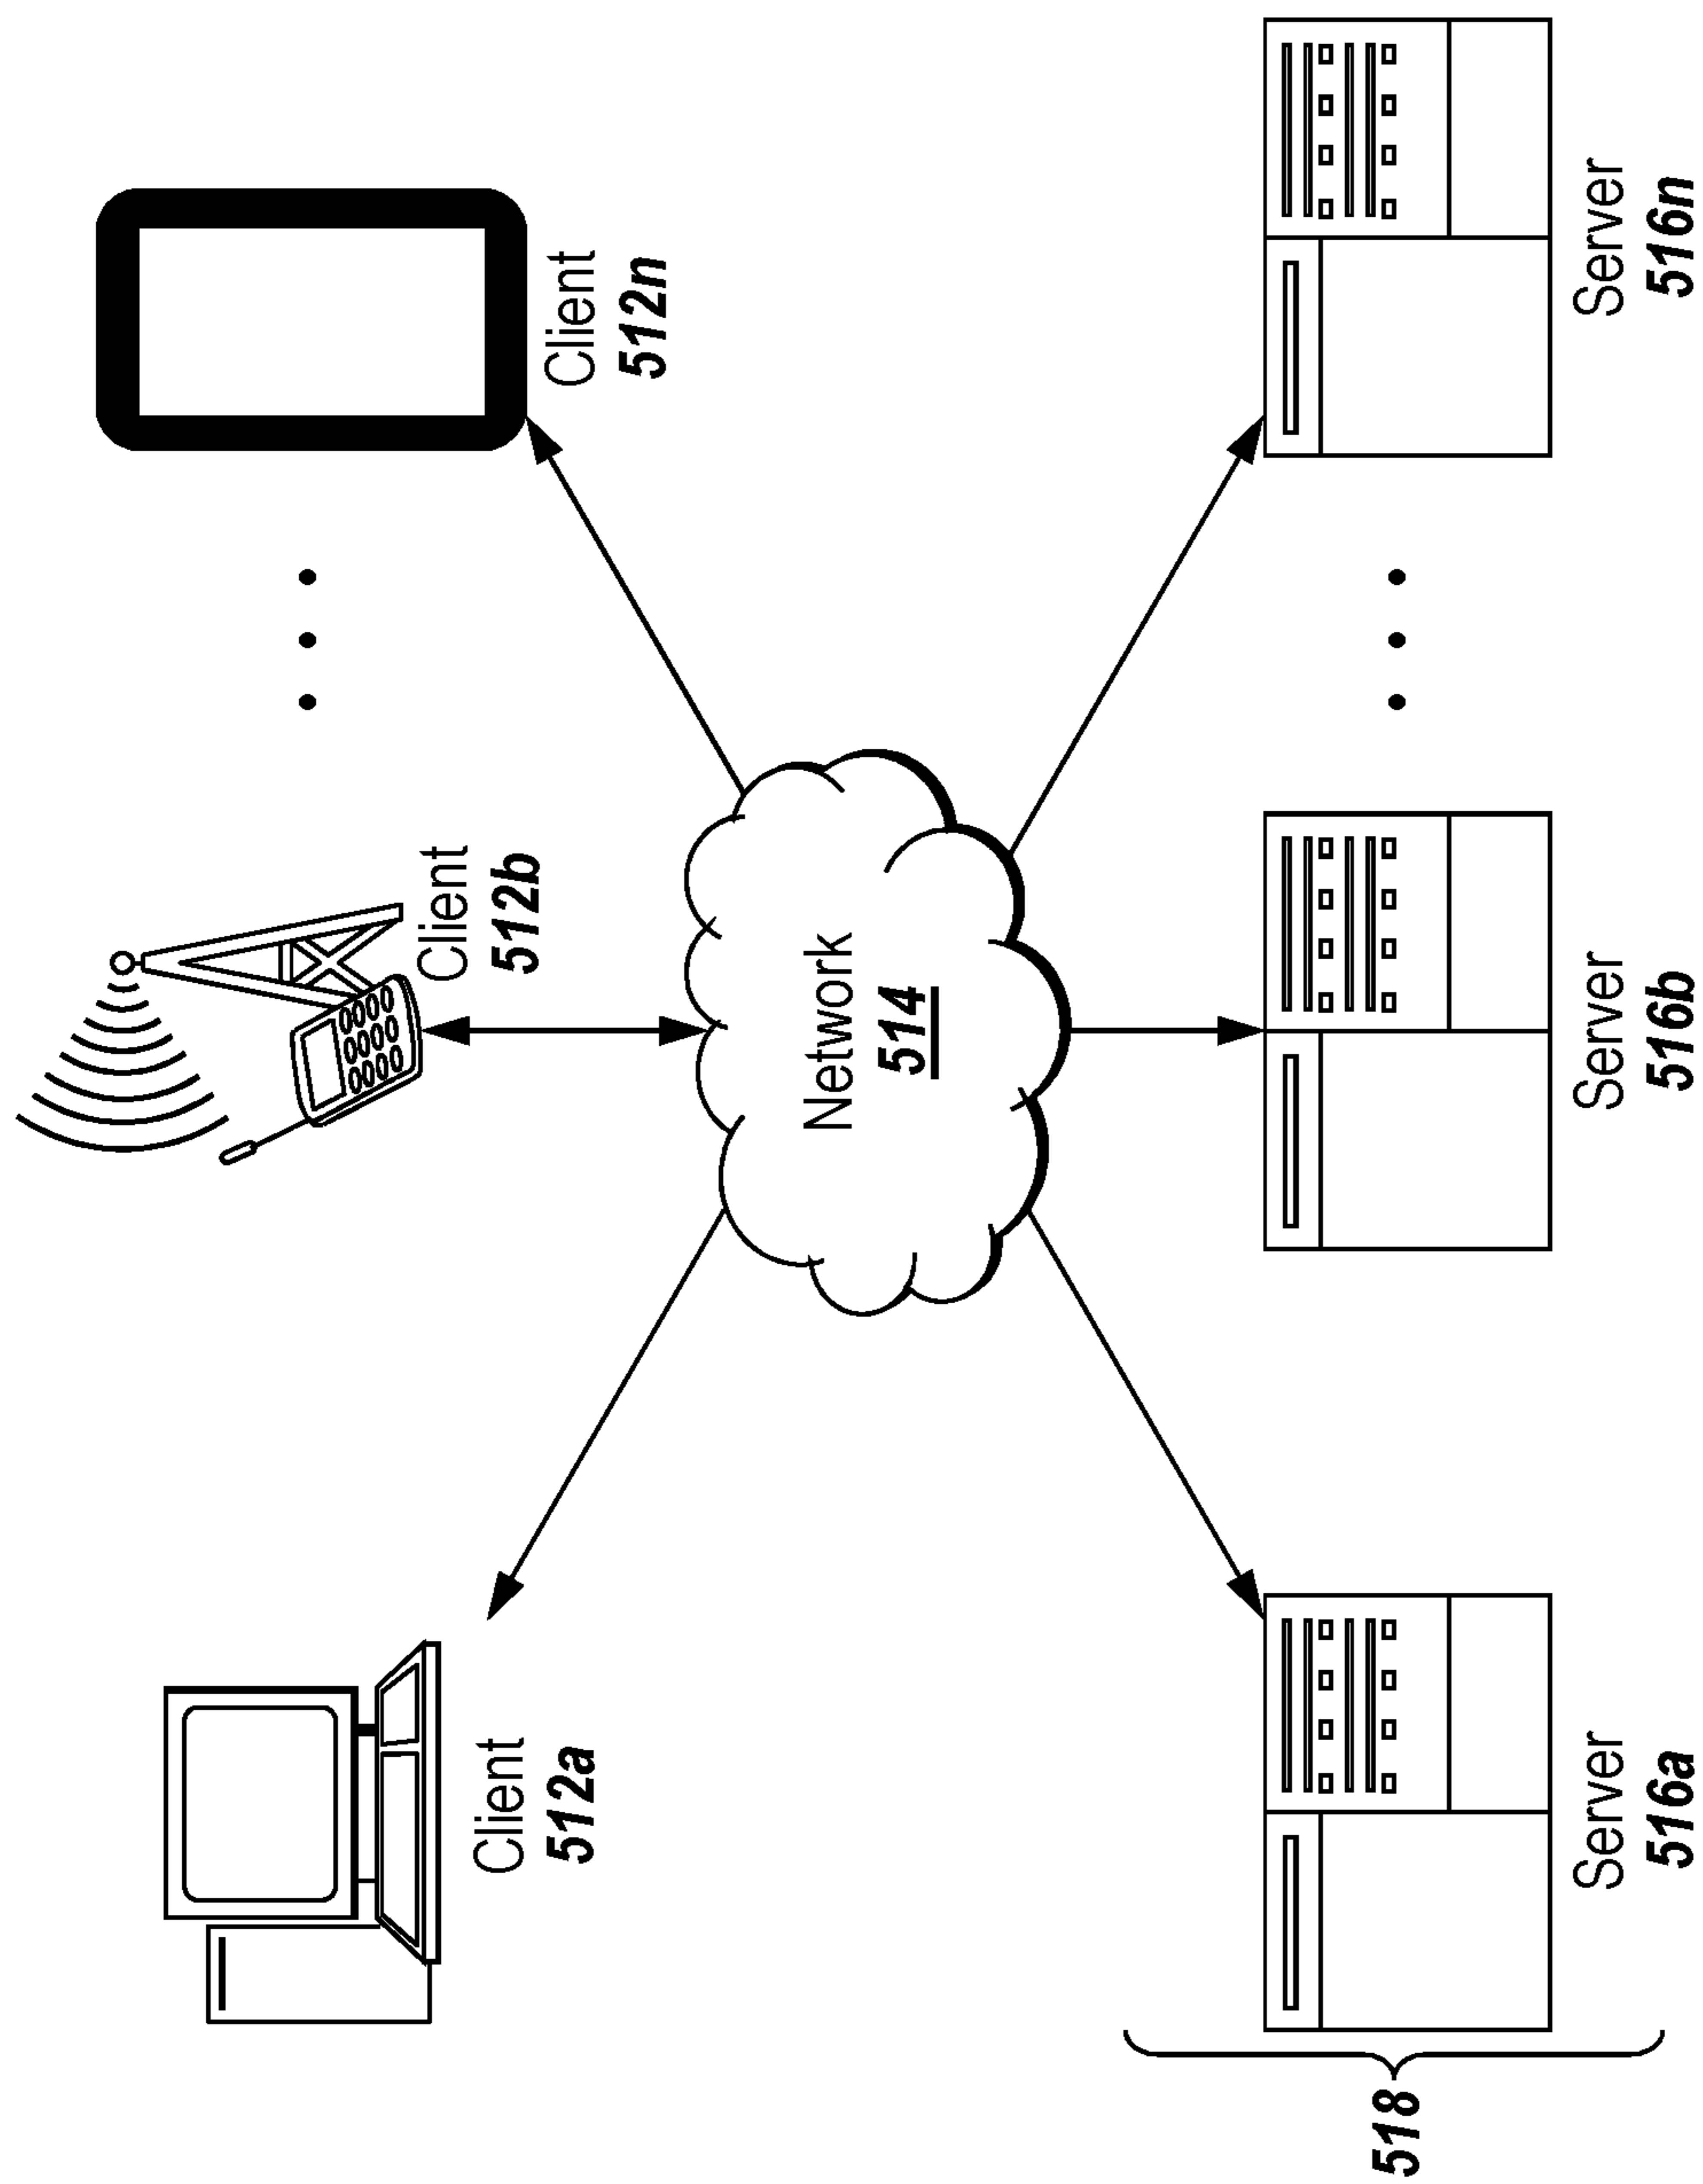 Client
512a
Client
512b
Client
512n
Network
514
518
Server
516a
Server
516b
Server
516n